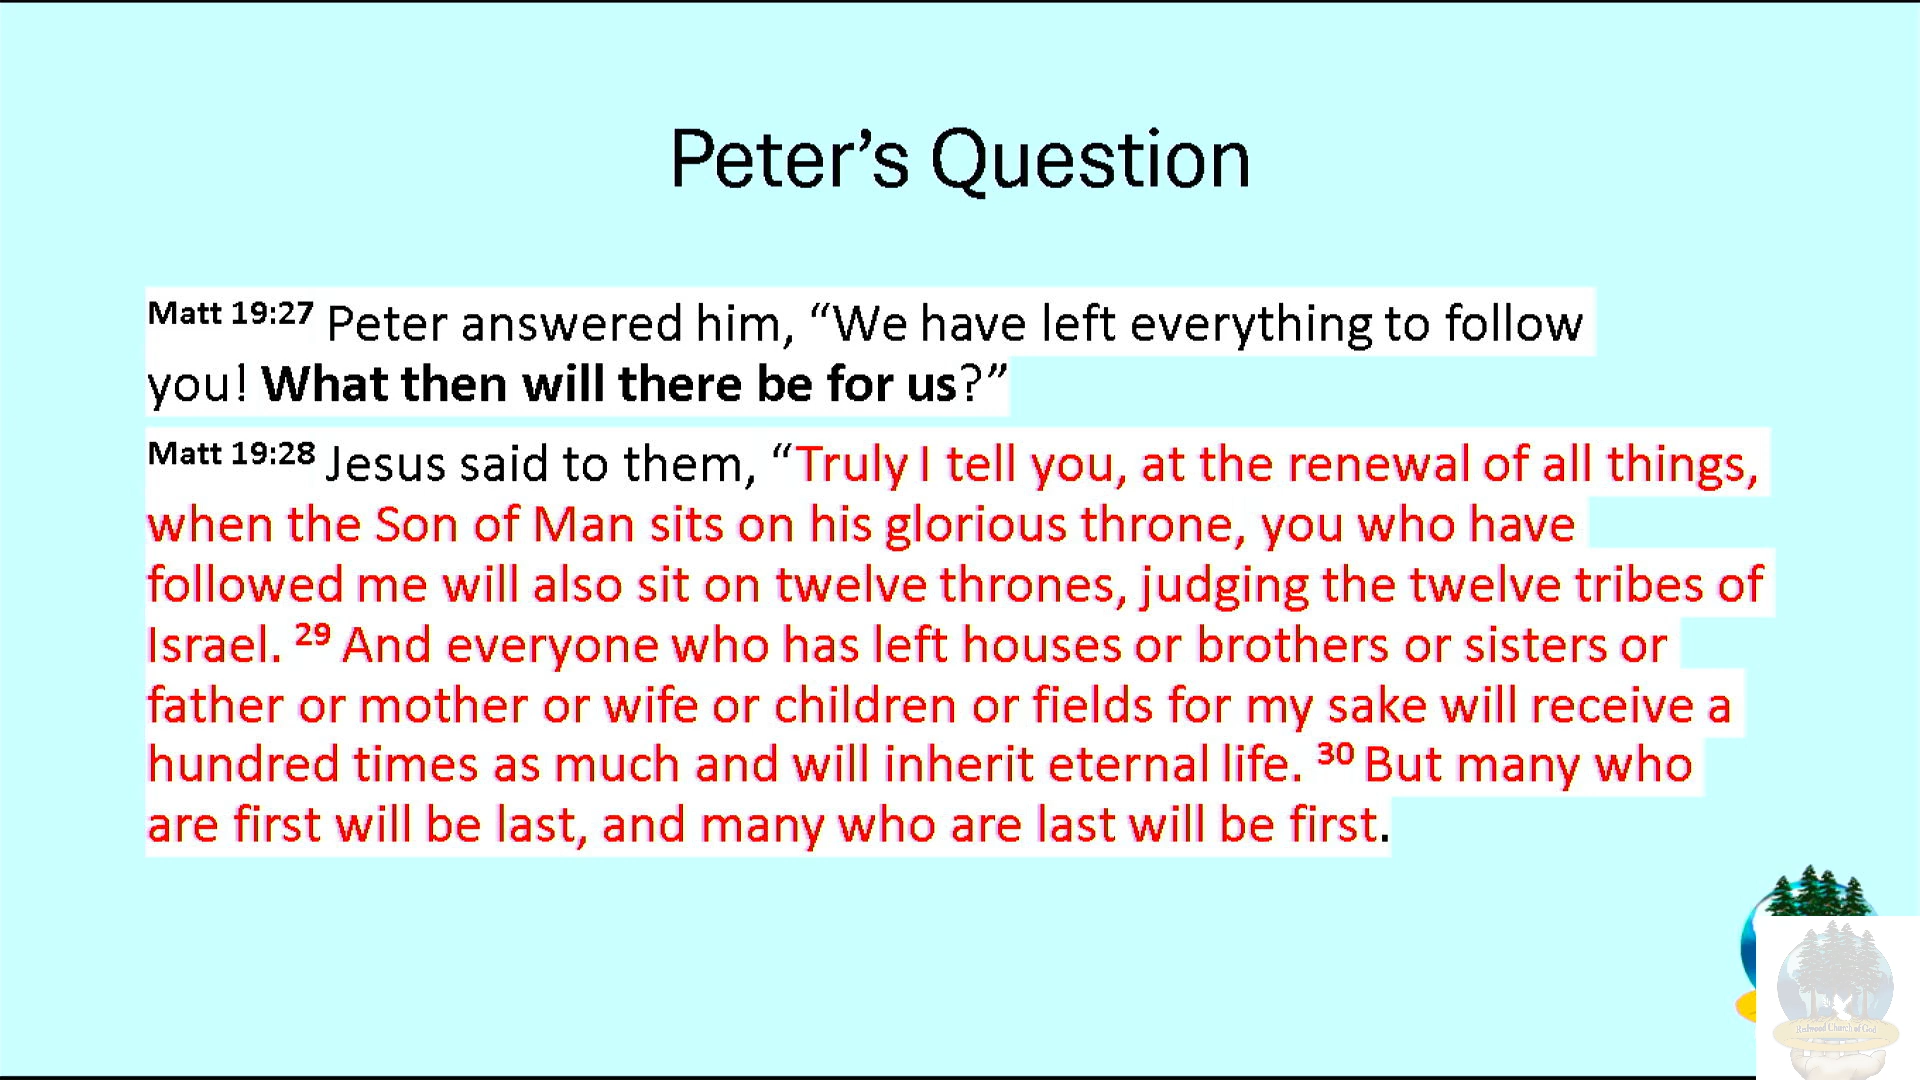 Peter’s Question
Matt 19:27 Peter answered him, “We have left everything to follow
you! What then will there be for us?”
Matt 19:28 Jesus said to them, “Truly I tell you, at the renewal of all things,
when the Son of Man sits on his glorious throne, you who have
followed me will also sit on twelve thrones, judging the twelve tribes of
Israel. 29 And everyone who has left houses or brothers or sisters or
father or mother or wife or children or fields for my sake will receive a
hundred times as much and will inherit eternal life. 30 But many who
are first will be last, and many who are last will be first.
Redwood Church of God